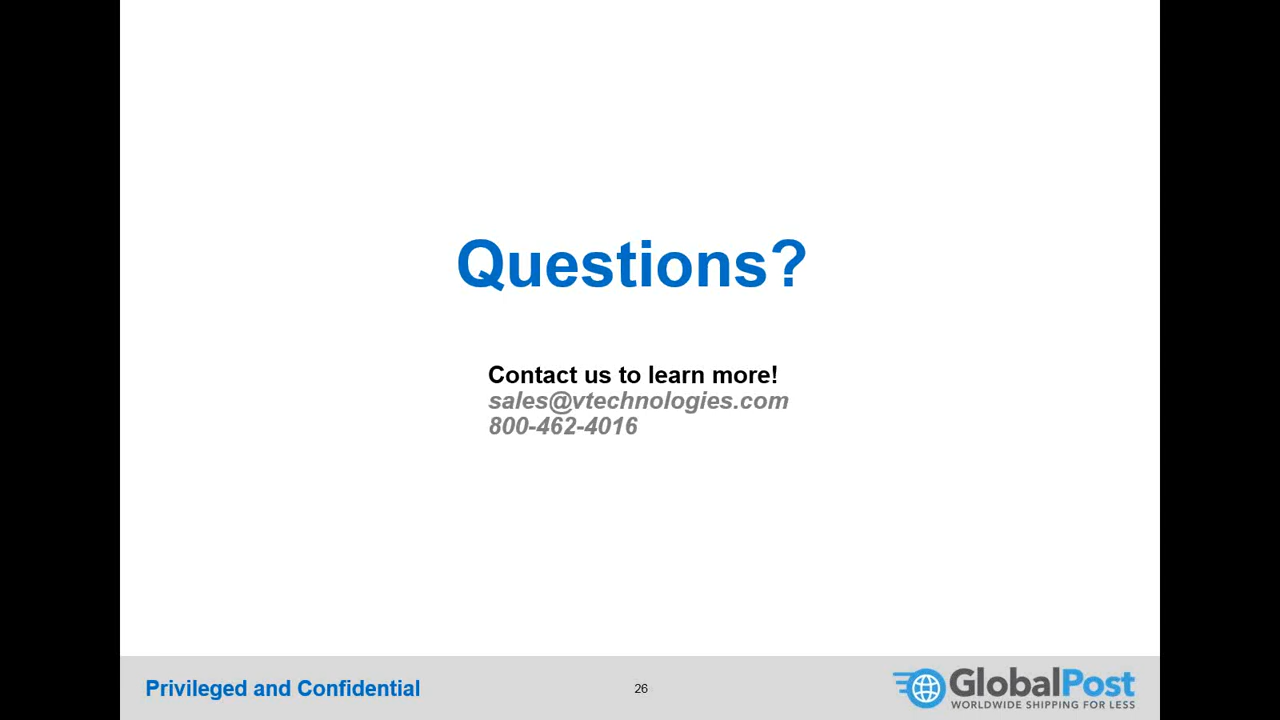 Questions?
Contact us to learn more!
sales@vtechnologies.com
800-462-4016
Privileged and Confidential
26
GlobalPost
WORLDWIDE SHIPPING FOR LESS